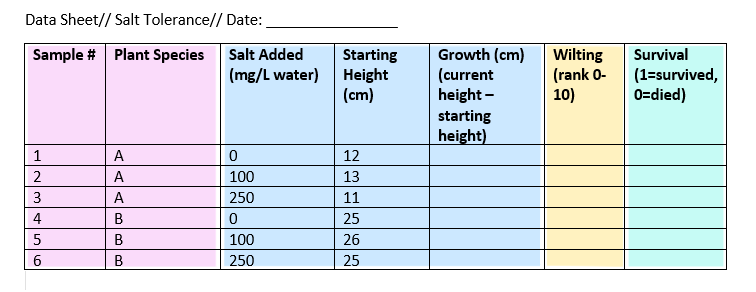 Data Sheet// Salt Tolerance// Date: ___________________
Sample # Plant Species Salt Added Starting Growth (cm) Wilting Survival
(mg/L water) Height (current (rank 0- (1=survived,
(cm) height – 10) 0=died)
starting
height)
1 A 0 12
2 A 100 13
3 A 250 11
4 B 0 25
5 B 100 26
6 B 250 25